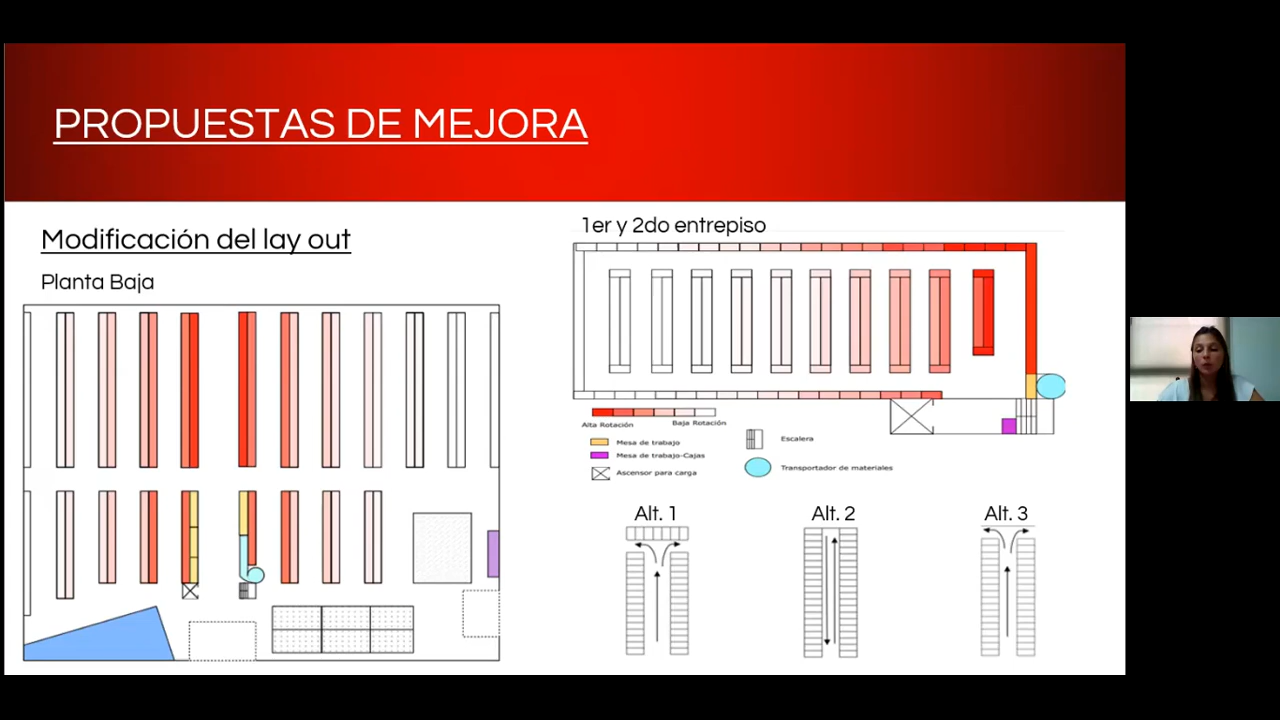 PROPUESTAS DE MEJORA
Modificación del lay out
Planta Baja
1er y 2do entrepiso
Alta Rotación
Baja Rotación
Mesa de trabajo
Mesa de trabajo-Cajas
Ascensor para carga
Escalera
Transportador de materiales
Alt. 1
Alt. 2
Alt. 3